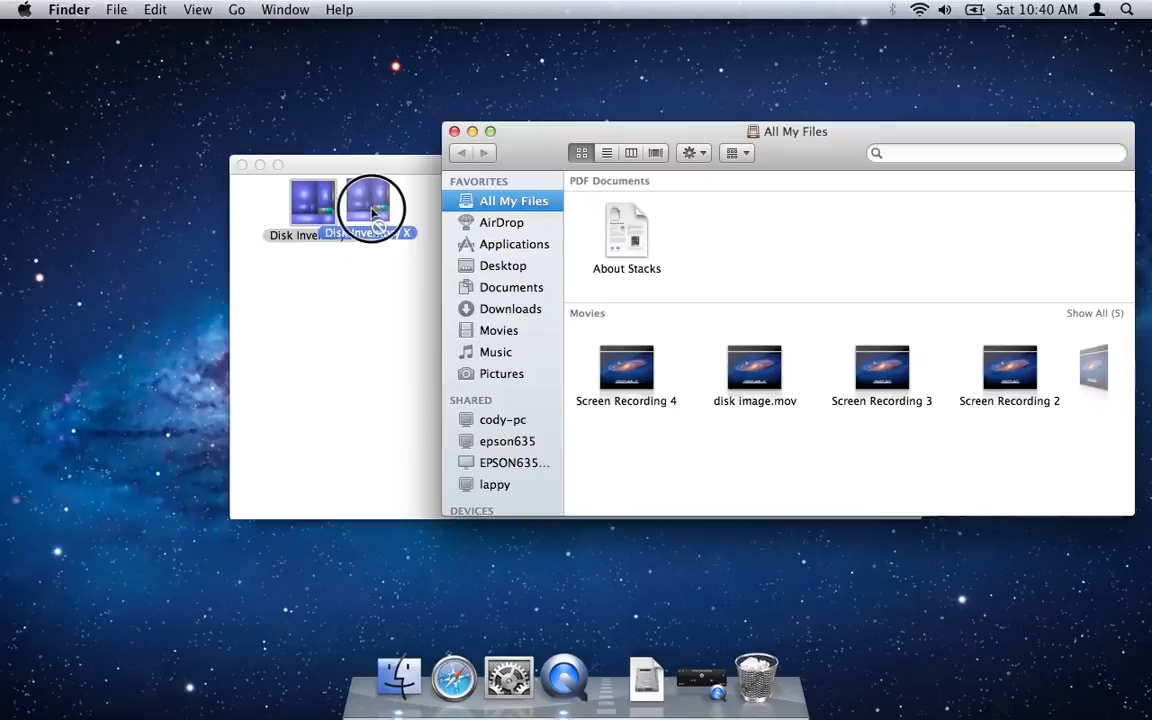 Finder File Edit View Go Window Help Sat 10:40 AM
All My Files
FAVORITES
All My Files
AirDrop
Applications
Desktop
Documents
Downloads
Movies
Music
Pictures
SHARED
cody-pc
epson635
EPSON635...
lappy
DEVICES
PDF Documents
About Stacks
Movies Show All (5)
Screen Recording 4 disk image.mov Screen Recording 3 Screen Recording 2
Disk Inve
Disk Inventory X